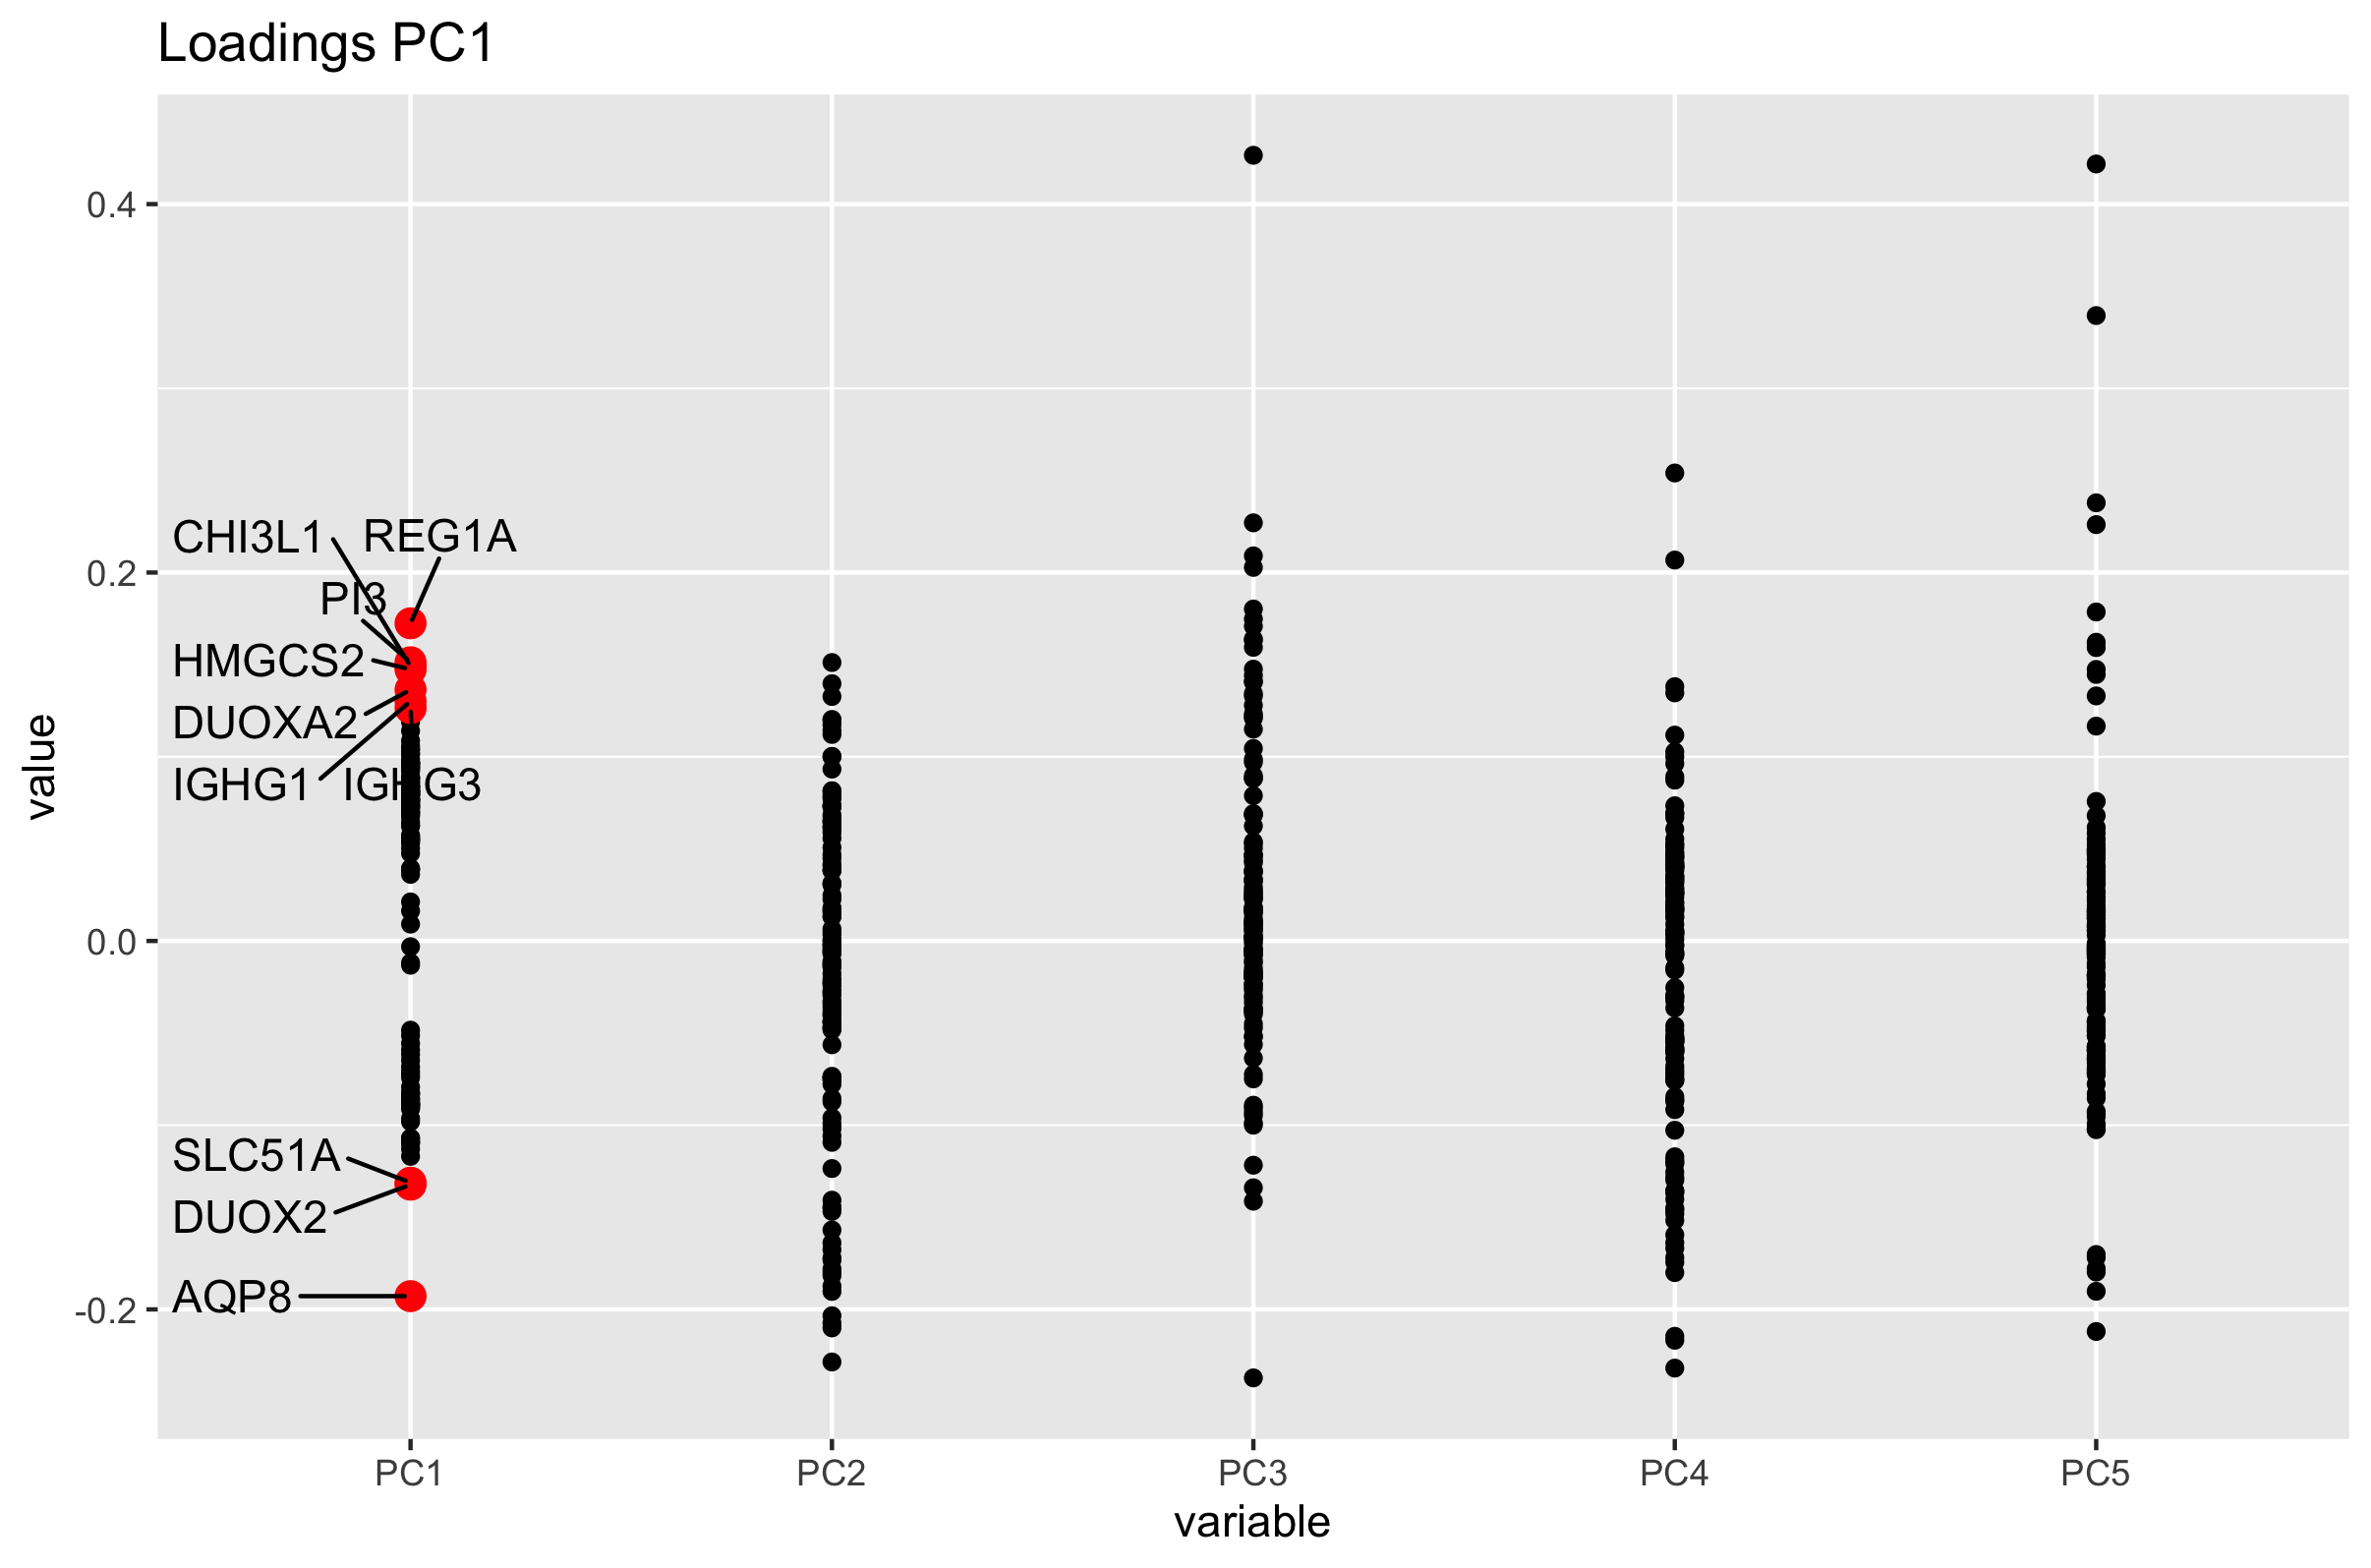 Loadings PC1
value
0.4
0.2
0.0
-0.2
CHI3L1
REG1A
PI3
HMGCS2
DUOXA2
IGHG1
IGHG3
SLC51A
DUOX2
AQP8
PC1
PC2
PC3
PC4
PC5
variable